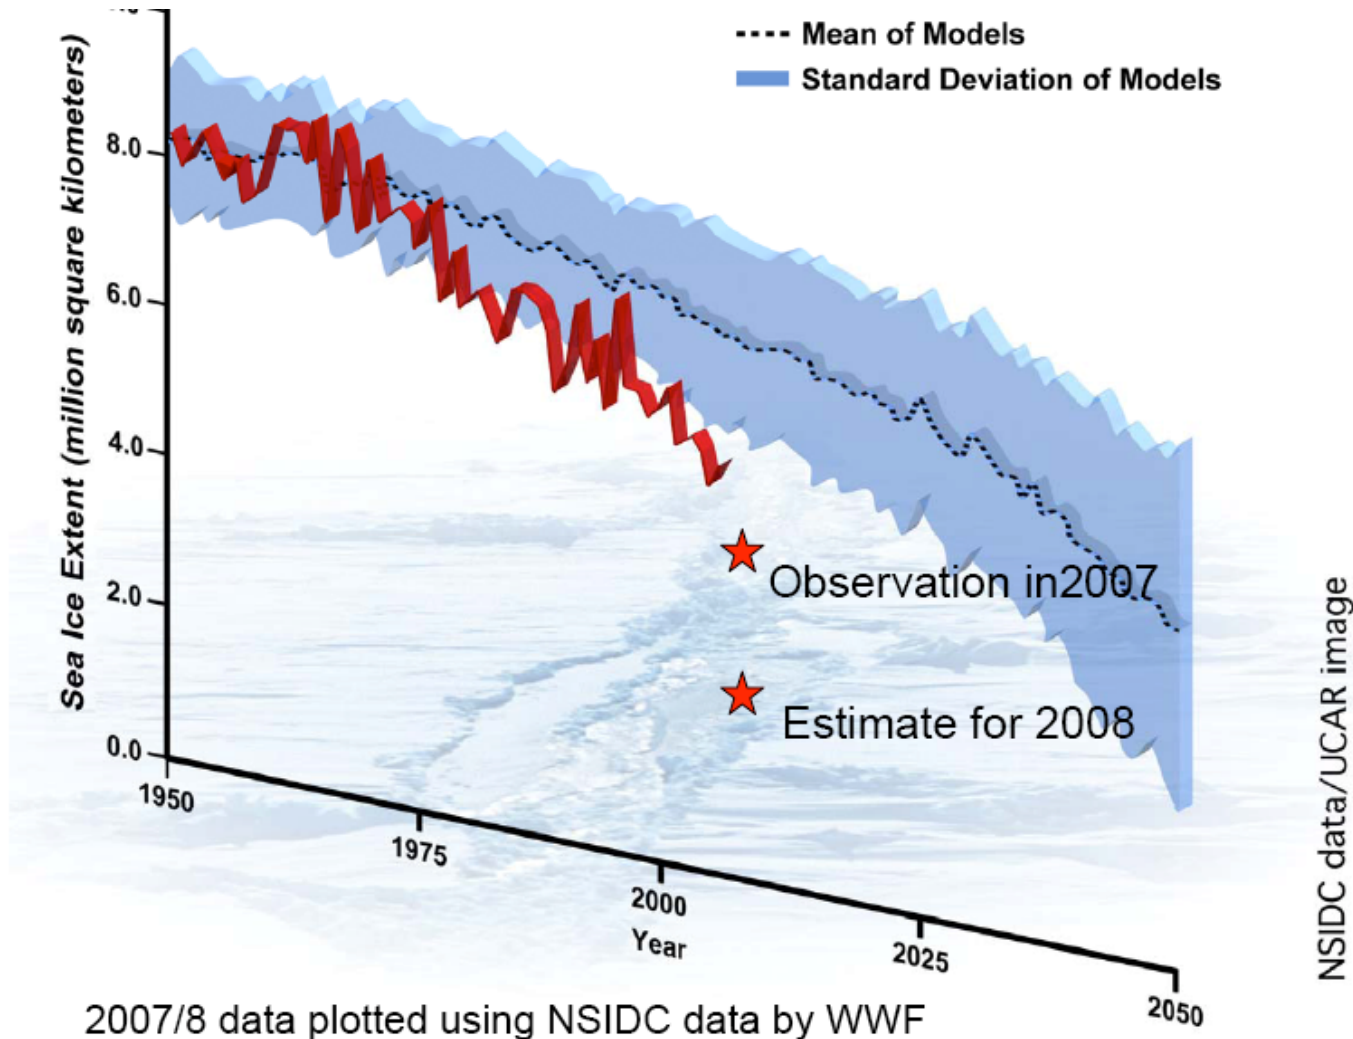 Mean of Models
Standard Deviation of Models
Sea Ice Extent (million square kilometers)
8.0
6.0
4.0
2.0
0.0
1950
1975
2000
2025
2050
Year
Observation in2007
Estimate for 2008
NSIDC data/UCAR image
2007/8 data plotted using NSIDC data by WWF